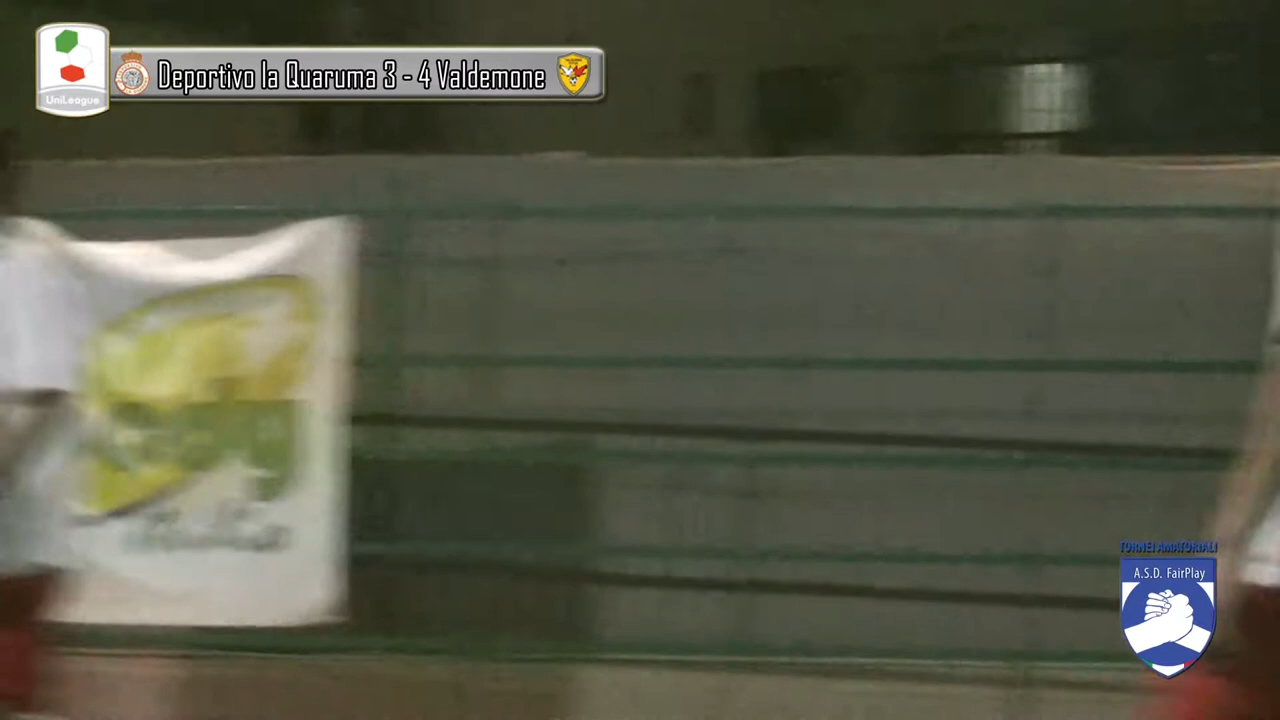 UniLeague
Deportivo la Quaruma 3 - 4 Valdemone
TORNEI AMATORIALI
A.S.D. FairPlay